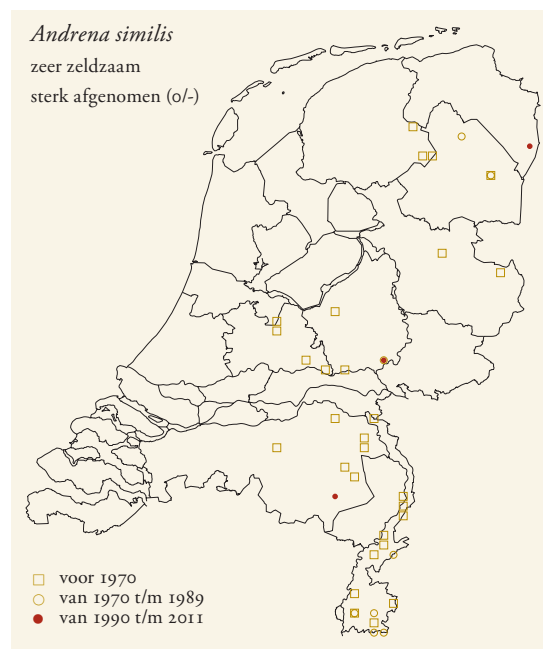 Andrena similis
zeer zeldzaam
sterk afgenomen (0/-)
voor 1970
van 1970 t/m 1989
van 1990 t/m 2011